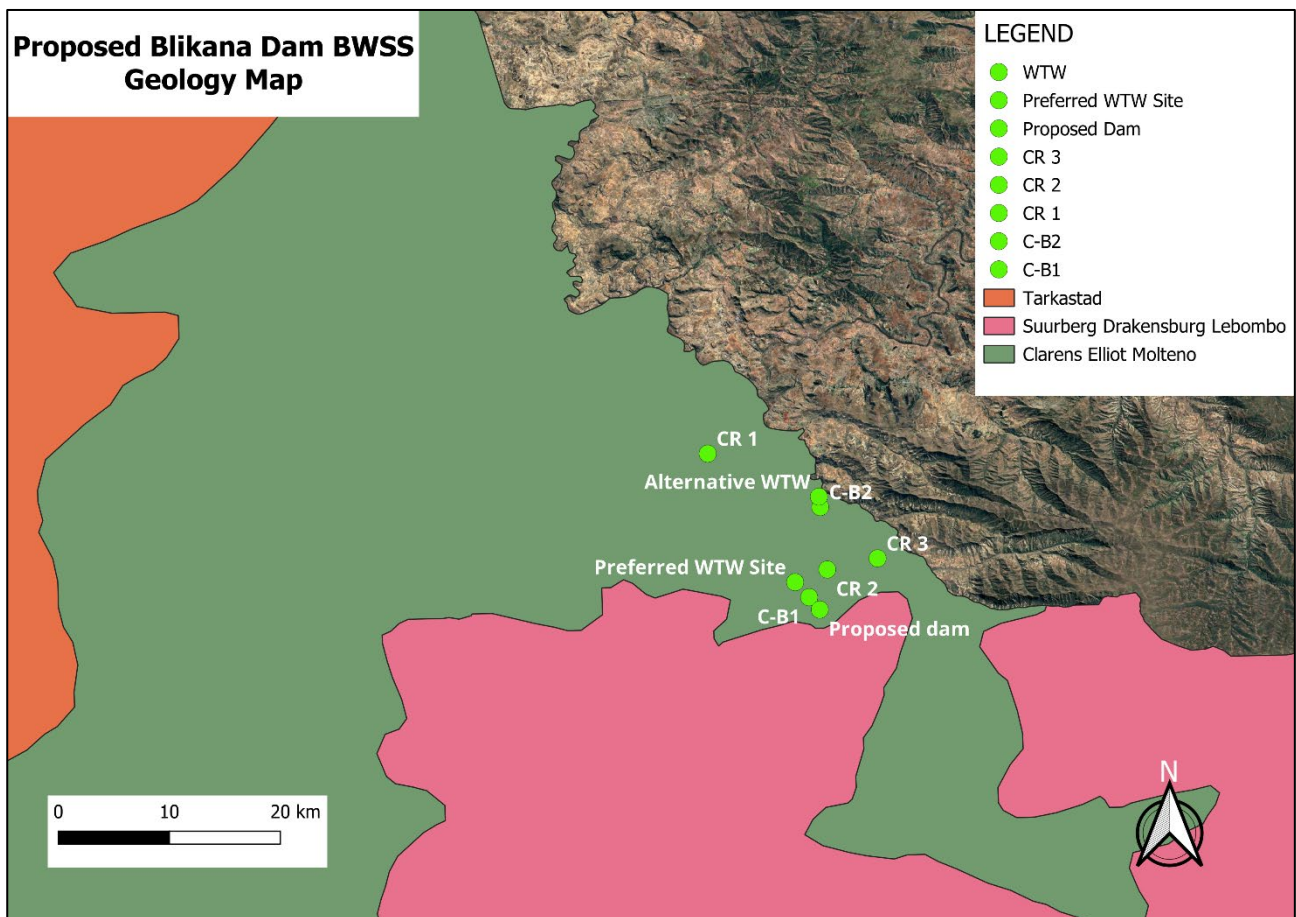 Proposed Blikana Dam BWSS
Geology Map
LEGEND
WTW
Preferred WTW Site
Proposed Dam
CR 3
CR 2
CR 1
C-B2
C-B1
Tarkastad
Suurberg Drakensburg Lebombo
Clarens Elliot Molteno
CR 1
Alternative WTW
C-B2
CR 3
Preferred WTW Site
CR 2
C-B1
Proposed dam
N
0 10 20 km